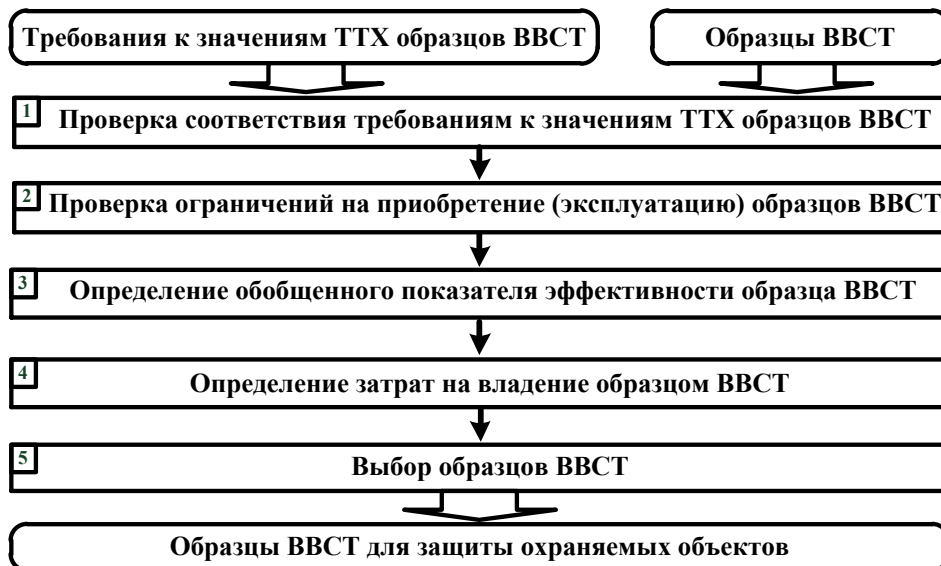 Требования к значениям ТТХ образцов ВВСТ
Образцы ВВСТ
1
Проверка соответствия требованиям к значениям ТТХ образцов ВВСТ
2
Проверка ограничений на приобретение (эксплуатацию) образцов ВВСТ
3
Определение обобщенного показателя эффективности образца ВВСТ
4
Определение затрат на владение образцом ВВСТ
5
Выбор образцов ВВСТ
Образцы ВВСТ для защиты охраняемых объектов